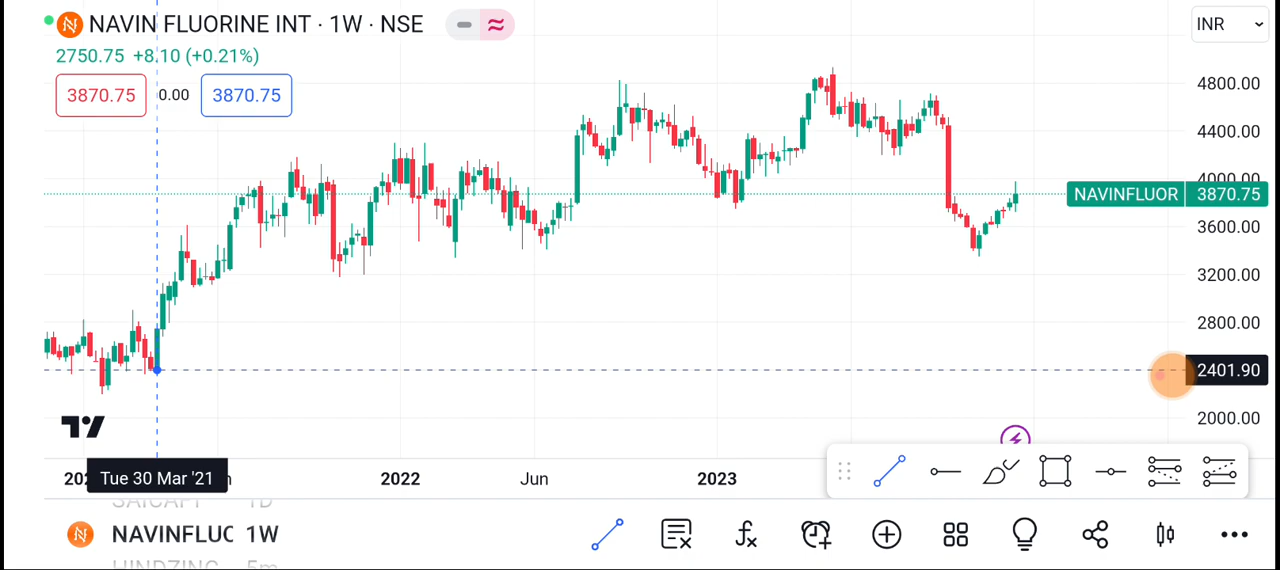 NAVIN FLUORINE INT · 1W · NSE
INR
2750.75 +8.10 (+0.21%)
3870.75 0.00 3870.75
4800.00
4400.00
4000.00
NAVINFLUOR 3870.75
3600.00
3200.00
2800.00
2401.90
2000.00
Tue 30 Mar '21 2022 Jun 2023
NAVINFLUC 1W